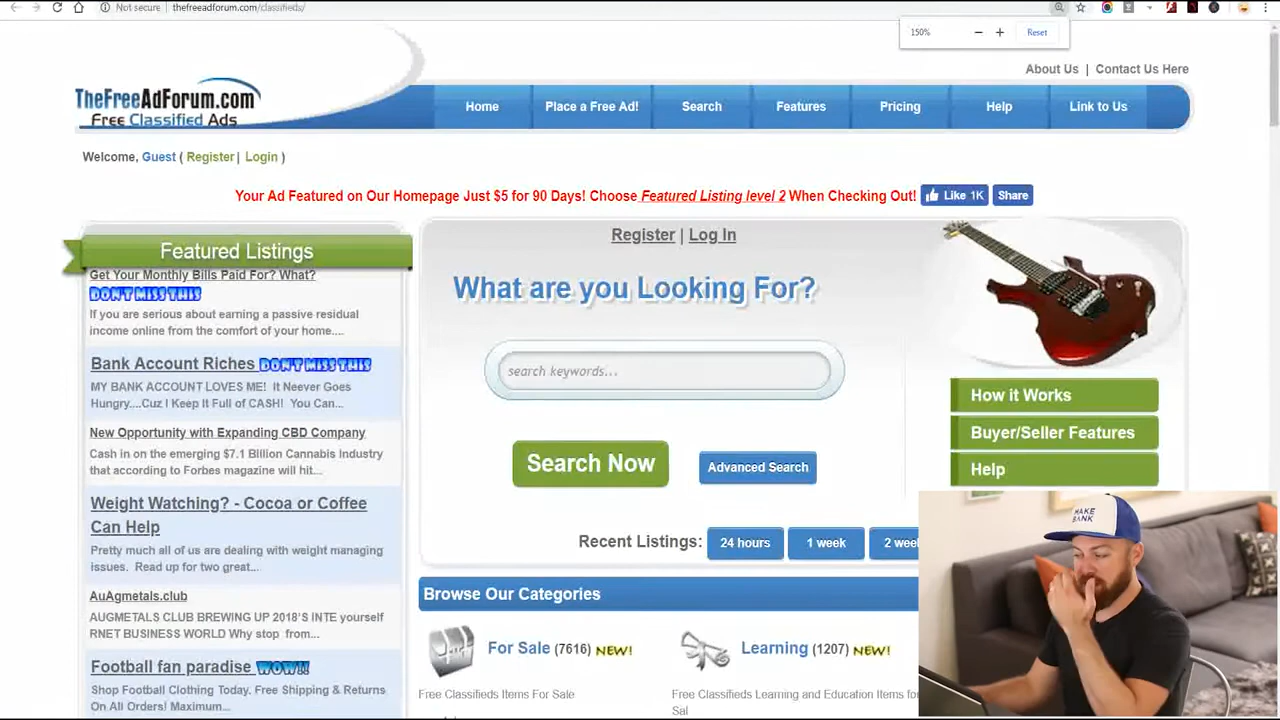 Not secure | thefreeadforum.com/classifieds/
150% − + Reset
About Us | Contact Us Here
TheFreeAdForum.com
Free Classified Ads
Home Place a Free Ad! Search Features Pricing Help Link to Us
Welcome, Guest ( Register | Login )
Your Ad Featured on Our Homepage Just $5 for 90 Days! Choose Featured Listing level 2 When Checking Out! Like 1K Share
Featured Listings
Get Your Monthly Bills Paid For? What?
DON'T MISS THIS
If you are serious about earning a passive residual
income online from the comfort of your home....
Bank Account Riches DON'T MISS THIS
MY BANK ACCOUNT LOVES ME! It Neever Goes
Hungry....Cuz I Keep It Full of CASH! You Can...
New Opportunity with Expanding CBD Company
Cash in on the emerging $7.1 Billion Cannabis Industry
that according to Forbes magazine will hit...
Weight Watching? - Cocoa or Coffee
Can Help
Pretty much all of us are dealing with weight managing
issues. Read up for two great...
AuAgmetals.club
AUGMETALS CLUB BREWING UP 2018'S INTE yourself
RNET BUSINESS WORLD Why stop from...
Football fan paradise WOW!!
Shop Football Clothing Today. Free Shipping & Returns
On All Orders! Maximum...
Register | Log In
What are you Looking For?
search keywords...
Search Now
Advanced Search
Recent Listings: 24 hours 1 week 2 wee
How it Works
Buyer/Seller Features
Help
Browse Our Categories
For Sale (7616) NEW!
Free Classifieds Items For Sale
Learning (1207) NEW!
Free Classifieds Learning and Education Items for
Sal
MAKE
BANK